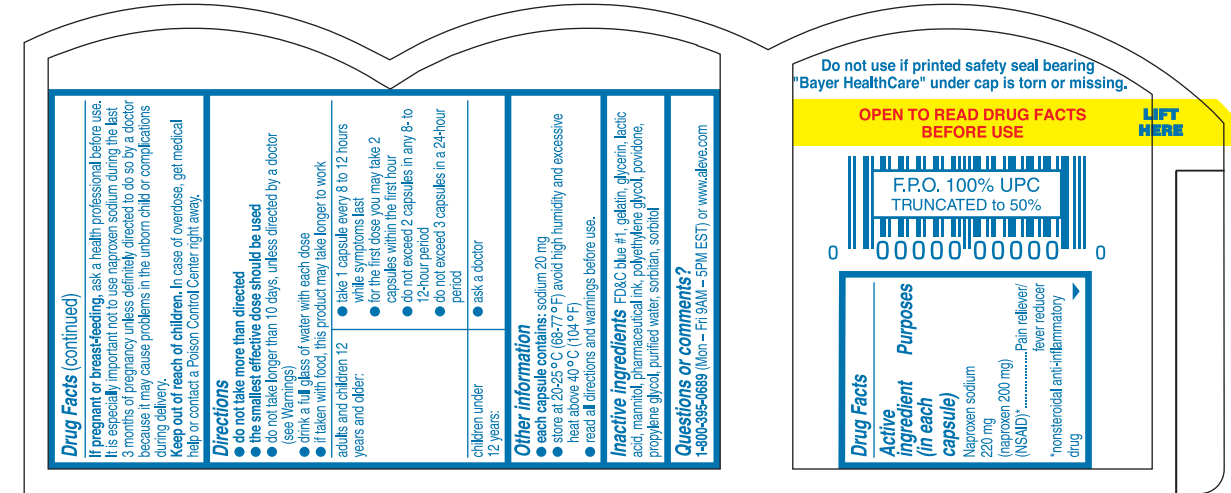 Drug Facts (continued)
If pregnant or breast-feeding, ask a health professional before use.
It is especially important not to use naproxen sodium during the last
3 months of pregnancy unless definitely directed to do so by a doctor
because it may cause problems in the unborn child or complications
during delivery.
Keep out of reach of children. In case of overdose, get medical
help or contact a Poison Control Center right away.
Directions
● do not take more than directed
● the smallest effective dose should be used
● do not take longer than 10 days, unless directed by a doctor
(see Warnings)
● drink a full glass of water with each dose
● if taken with food, this product may take longer to work
adults and children 12
years and older:
● take 1 capsule every 8 to 12 hours
while symptoms last
● for the first dose you may take 2
capsules within the first hour
● do not exceed 2 capsules in any 8- to
12-hour period
● do not exceed 3 capsules in a 24-hour
period
children under
12 years:
● ask a doctor
Other information
● each capsule contains: sodium 20 mg
● store at 20-25°C (68-77°F) avoid high humidity and excessive
heat above 40°C (104°F)
● read all directions and warnings before use.
Inactive ingredients FD&C blue #1, gelatin, glycerin, lactic
acid, mannitol, pharmaceutical ink, polyethylene glycol, povidone,
propylene glycol, purified water, sorbitan, sorbitol
Questions or comments?
1-800-395-0689 (Mon – Fri 9AM – 5PM EST) or www.aleve.com
Do not use if printed safety seal bearing
"Bayer HealthCare" under cap is torn or missing.
OPEN TO READ DRUG FACTS
BEFORE USE
LIFT
HERE
F.P.O. 100% UPC
TRUNCATED to 50%
0 00000 00000 0
Drug Facts
Active
ingredient Purposes
(in each
capsule)
Naproxen sodium
220 mg
(naproxen 200 mg)
(NSAID)*..............Pain reliever/
fever reducer
*nonsteroidal anti-inflammatory
drug